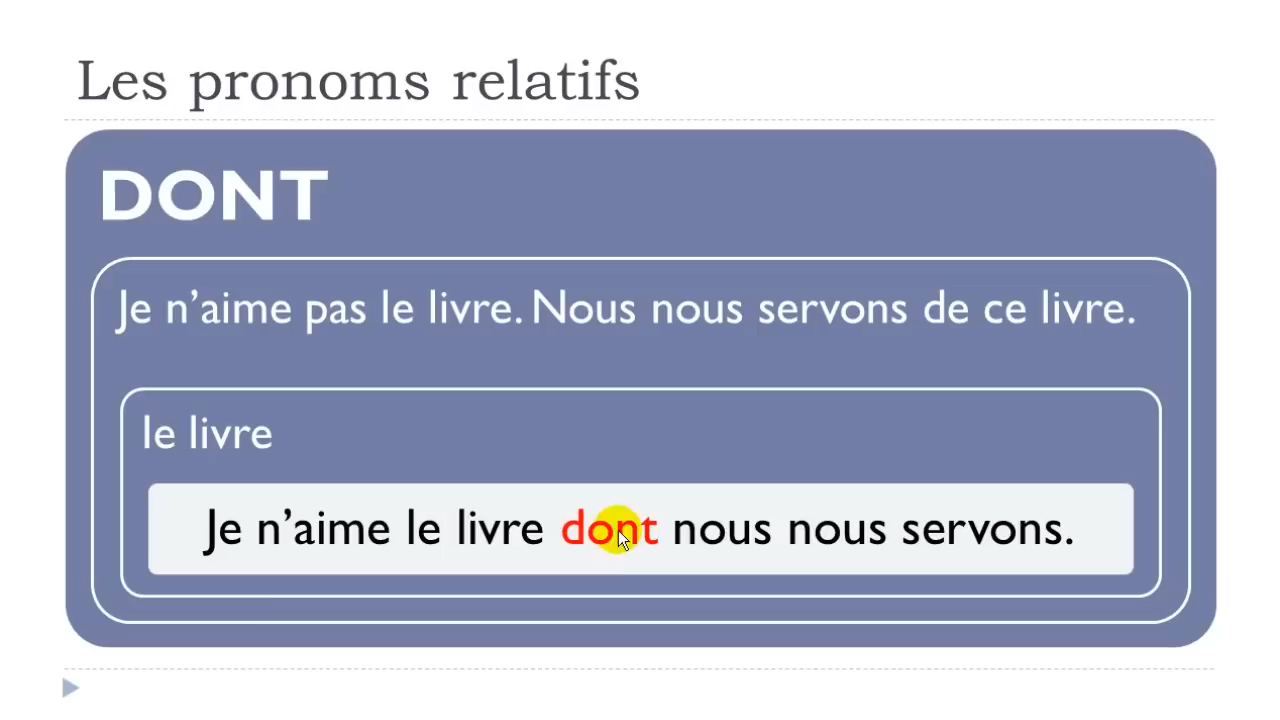 Les pronoms relatifs
DONT
Je n’aime pas le livre. Nous nous servons de ce livre.
le livre
Je n’aime le livre dont nous nous servons.